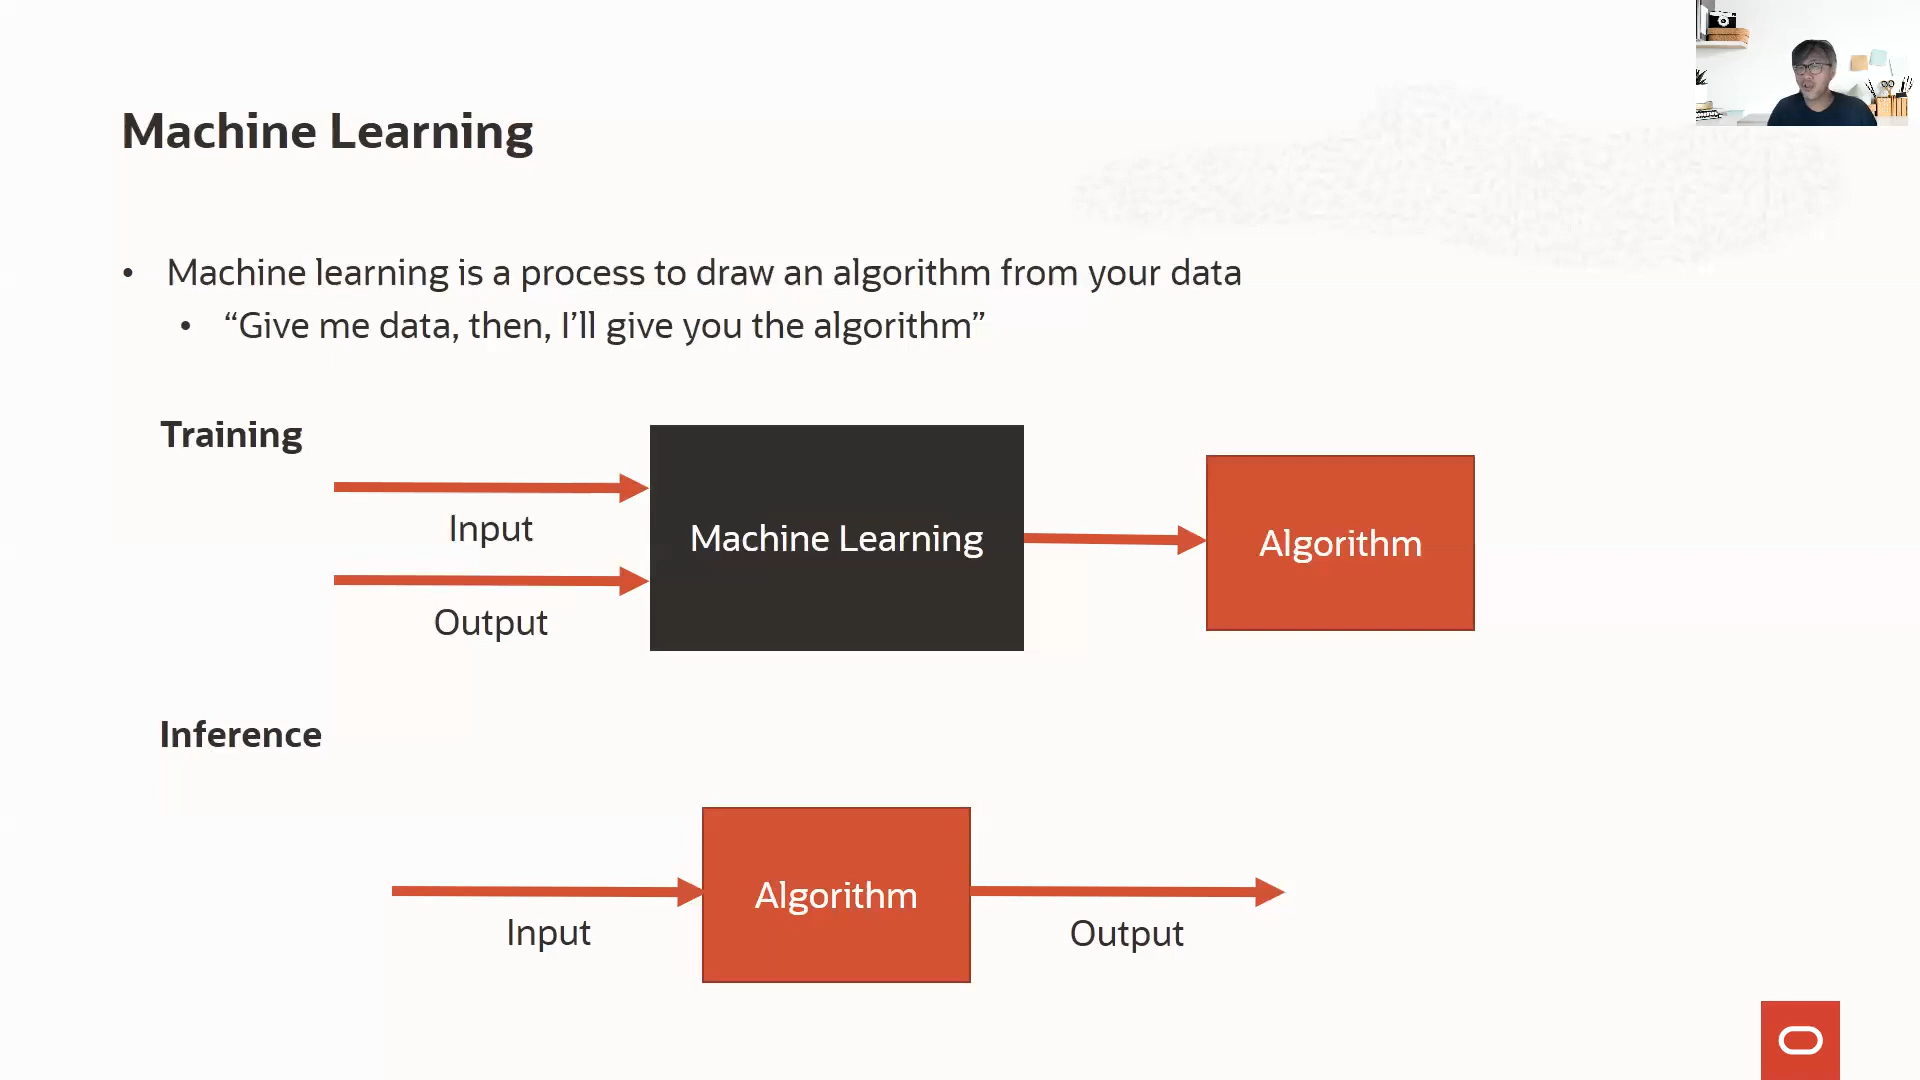 Machine Learning
• Machine learning is a process to draw an algorithm from your data
• “Give me data, then, I’ll give you the algorithm”
Training
Input
Output
Machine Learning
Algorithm
Inference
Input
Algorithm
Output